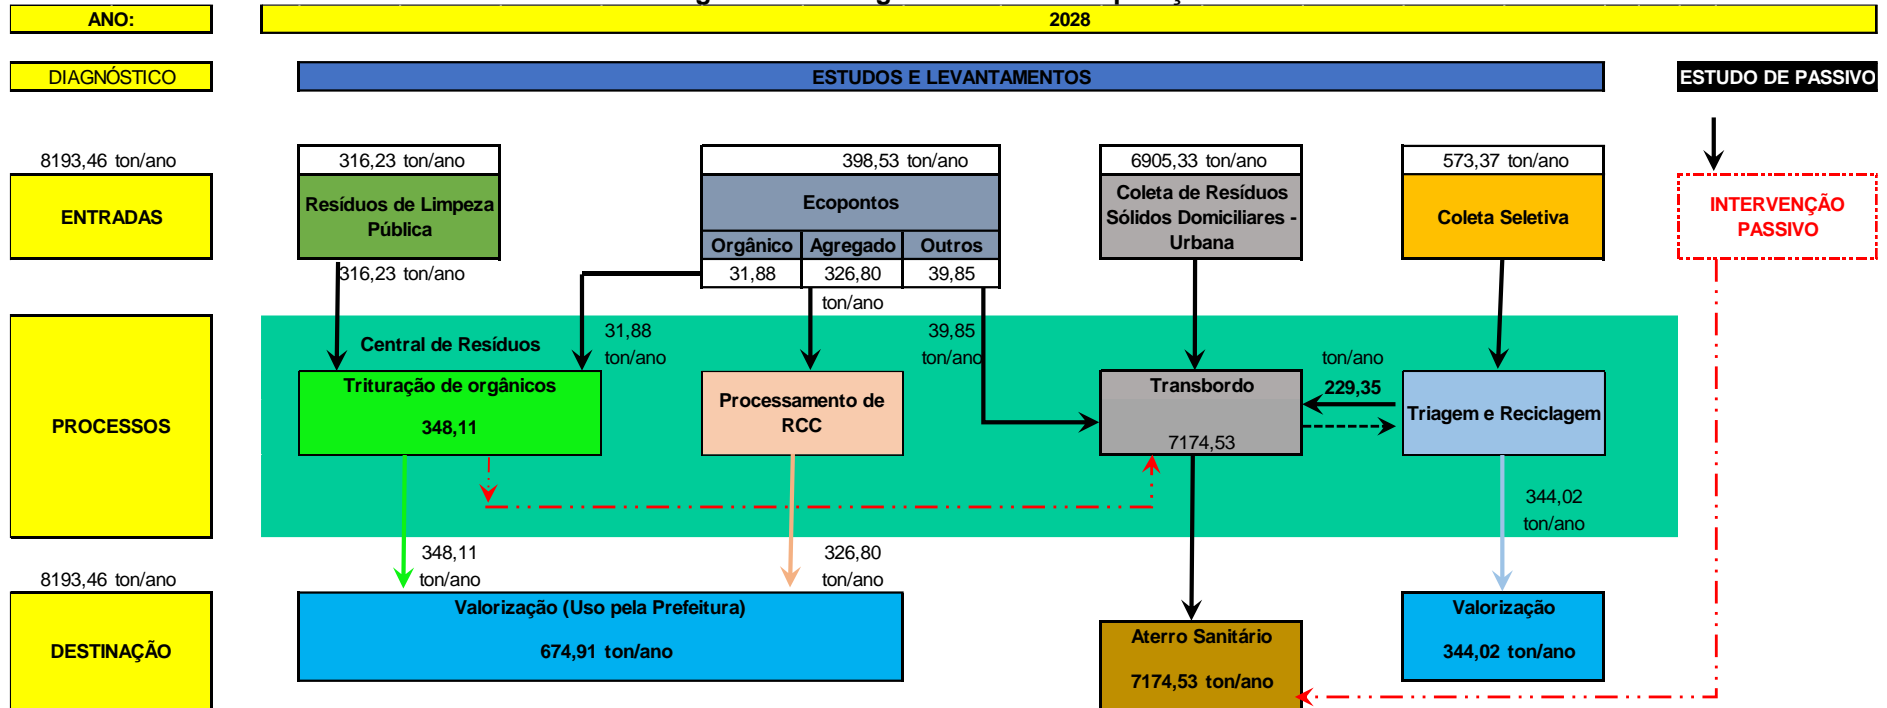 ANO:
2028
DIAGNÓSTICO
ESTUDOS E LEVANTAMENTOS
ESTUDO DE PASSIVO
8193,46 ton/ano
316,23 ton/ano
398,53 ton/ano
6905,33 ton/ano
573,37 ton/ano
ENTRADAS
Resíduos de Limpeza
Pública
Ecopontos
Orgânico Agregado Outros
31,88 326,80 39,85
Coleta de Resíduos
Sólidos Domiciliares -
Urbana
Coleta Seletiva
INTERVENÇÃO
PASSIVO
316,23 ton/ano
ton/ano
31,88
ton/ano
39,85
ton/ano
PROCESSOS
Central de Resíduos
Trituração de orgânicos
348,11
Processamento de
RCC
Transbordo
7174,53
ton/ano
229,35
Triagem e Reciclagem
348,11
ton/ano
326,80
ton/ano
344,02
ton/ano
8193,46 ton/ano
DESTINAÇÃO
Valorização (Uso pela Prefeitura)
674,91 ton/ano
Aterro Sanitário
7174,53 ton/ano
Valorização
344,02 ton/ano